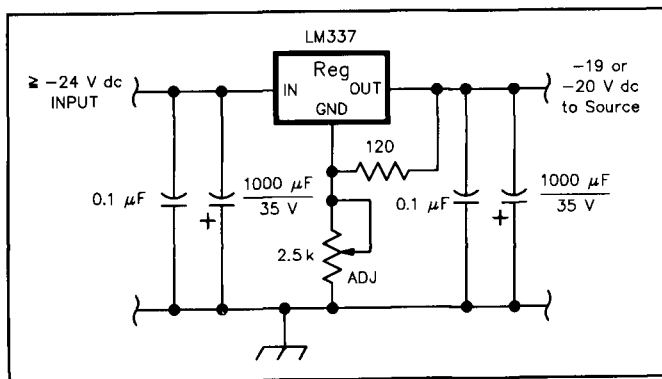 LM337
Reg
IN
OUT
GND
≧ -24 V dc
INPUT
-19 or
-20 V dc
to Source
120
0.1 μF
+
1000 μF
35 V
2.5k
ADJ
0.1 μF
+
1000 μF
35 V